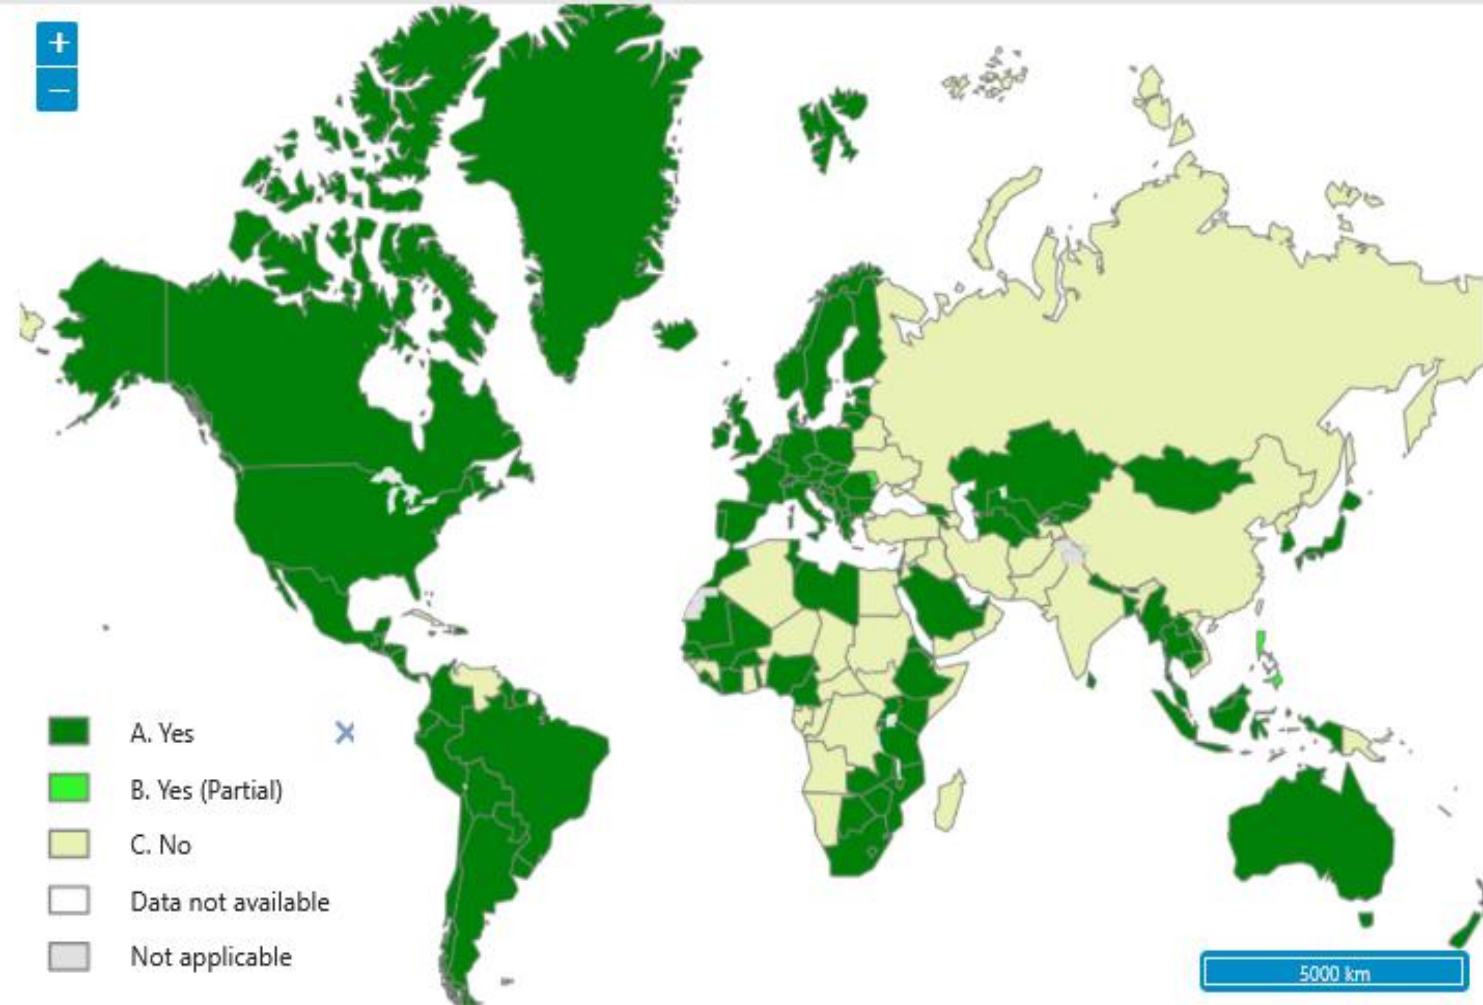 +
−
A. Yes
B. Yes (Partial)
C. No
Data not available
Not applicable
5000 km